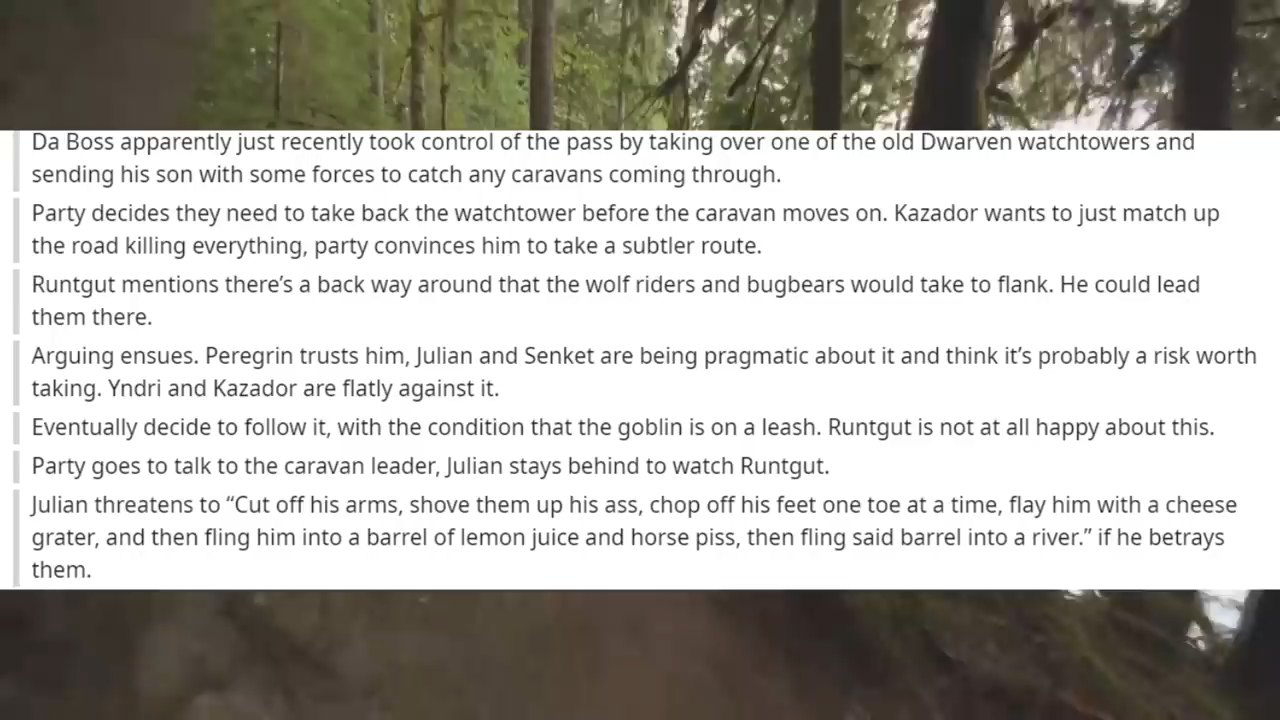 Da Boss apparently just recently took control of the pass by taking over one of the old Dwarven watchtowers and
sending his son with some forces to catch any caravans coming through.
Party decides they need to take back the watchtower before the caravan moves on. Kazador wants to just match up
the road killing everything, party convinces him to take a subtler route.
Runtgut mentions there’s a back way around that the wolf riders and bugbears would take to flank. He could lead
them there.
Arguing ensues. Peregrin trusts him, Julian and Senket are being pragmatic about it and think it’s probably a risk worth
taking. Yndri and Kazador are flatly against it.
Eventually decide to follow it, with the condition that the goblin is on a leash. Runtgut is not at all happy about this.
Party goes to talk to the caravan leader, Julian stays behind to watch Runtgut.
Julian threatens to “Cut off his arms, shove them up his ass, chop off his feet one toe at a time, flay him with a cheese
grater, and then fling him into a barrel of lemon juice and horse piss, then fling said barrel into a river.” if he betrays
them.